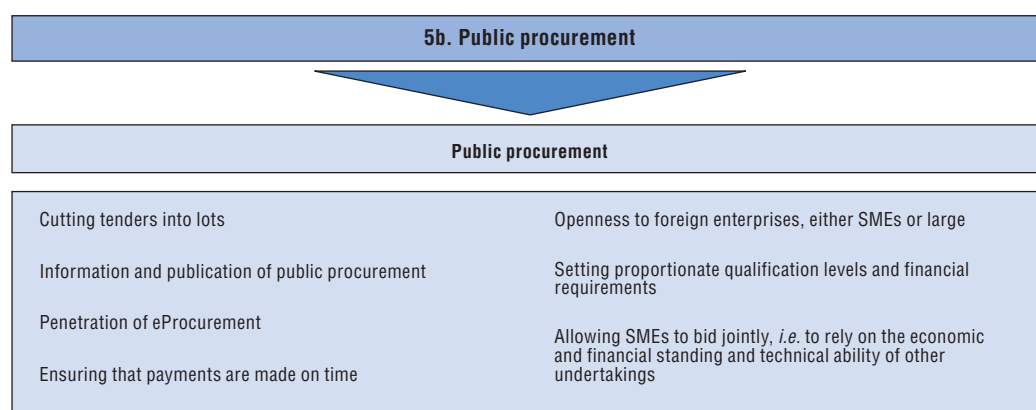 5b. Public procurement
Public procurement
Cutting tenders into lots
Information and publication of public procurement
Penetration of eProcurement
Ensuring that payments are made on time
Openness to foreign enterprises, either SMEs or large
Setting proportionate qualification levels and financial
requirements
Allowing SMEs to bid jointly, i.e. to rely on the economic
and financial standing and technical ability of other
undertakings